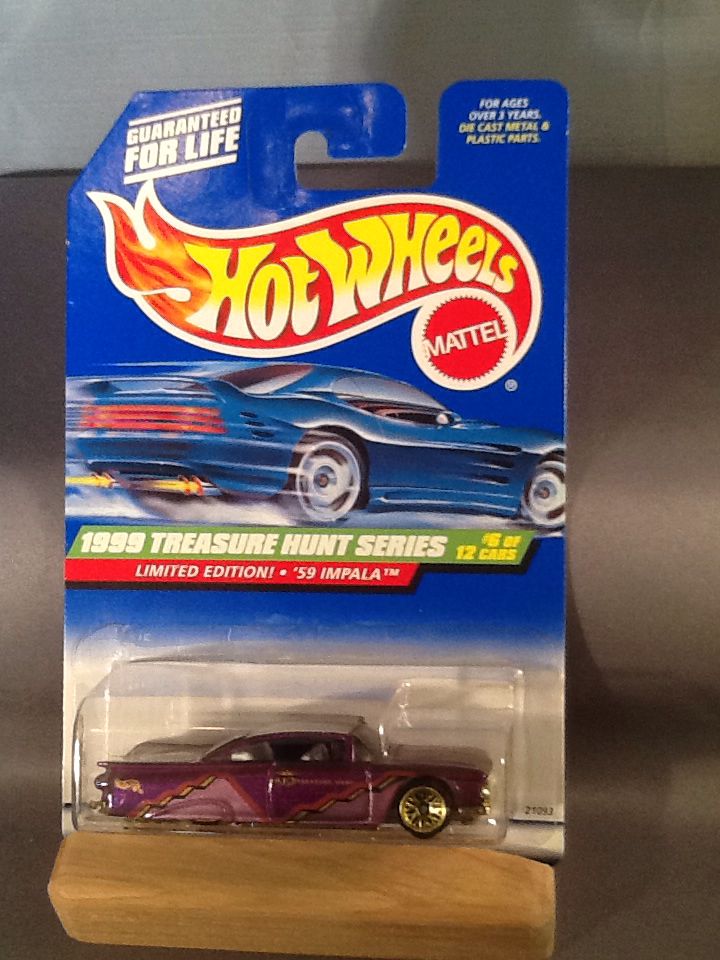 GUARANTEED
FOR LIFE
FOR AGES
OVER 3 YEARS.
DIE CAST METAL &
PLASTIC PARTS.
HOT WHEELS
MATTEL
®
1999 TREASURE HUNT SERIES
#6 OF
12 CARS
LIMITED EDITION! • '59 IMPALA™
21093